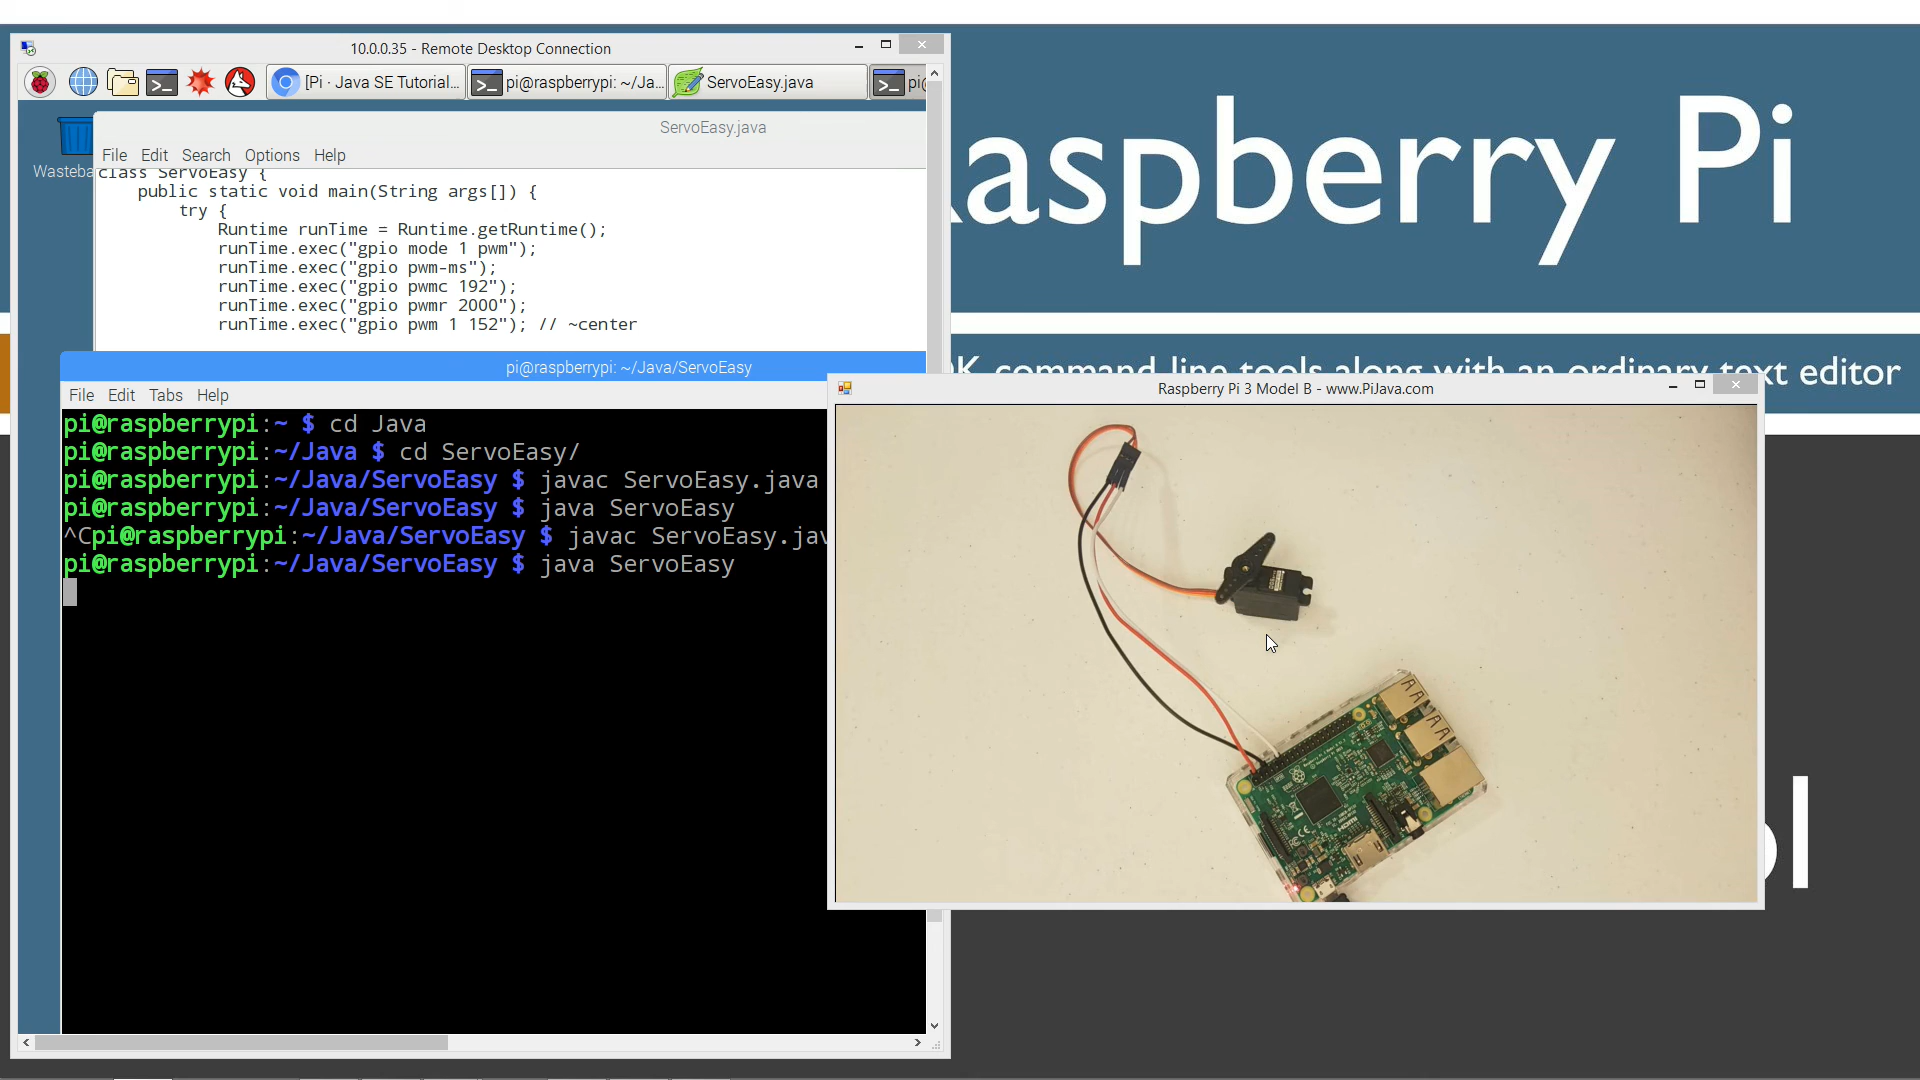 10.0.0.35 - Remote Desktop Connection
[Pi · Java SE Tutorial...
pi@raspberrypi: ~/Ja...
ServoEasy.java
pi@
ServoEasy.java
File Edit Search Options Help
Wasteba
class ServoEasy {
public static void main(String args[]) {
try {
Runtime runTime = Runtime.getRuntime();
runTime.exec("gpio mode 1 pwm");
runTime.exec("gpio pwm-ms");
runTime.exec("gpio pwmc 192");
runTime.exec("gpio pwmr 2000");
runTime.exec("gpio pwm 1 152"); // ~center
pi@raspberrypi: ~/Java/ServoEasy
File Edit Tabs Help
pi@raspberrypi:~ $ cd Java
pi@raspberrypi:~/Java $ cd ServoEasy/
pi@raspberrypi:~/Java/ServoEasy $ javac ServoEasy.java
pi@raspberrypi:~/Java/ServoEasy $ java ServoEasy
^Cpi@raspberrypi:~/Java/ServoEasy $ javac ServoEasy.jav
pi@raspberrypi:~/Java/ServoEasy $ java ServoEasy
Raspberry Pi
K command line tools along with an ordinary text editor
Raspberry Pi 3 Model B - www.PiJava.com
ol